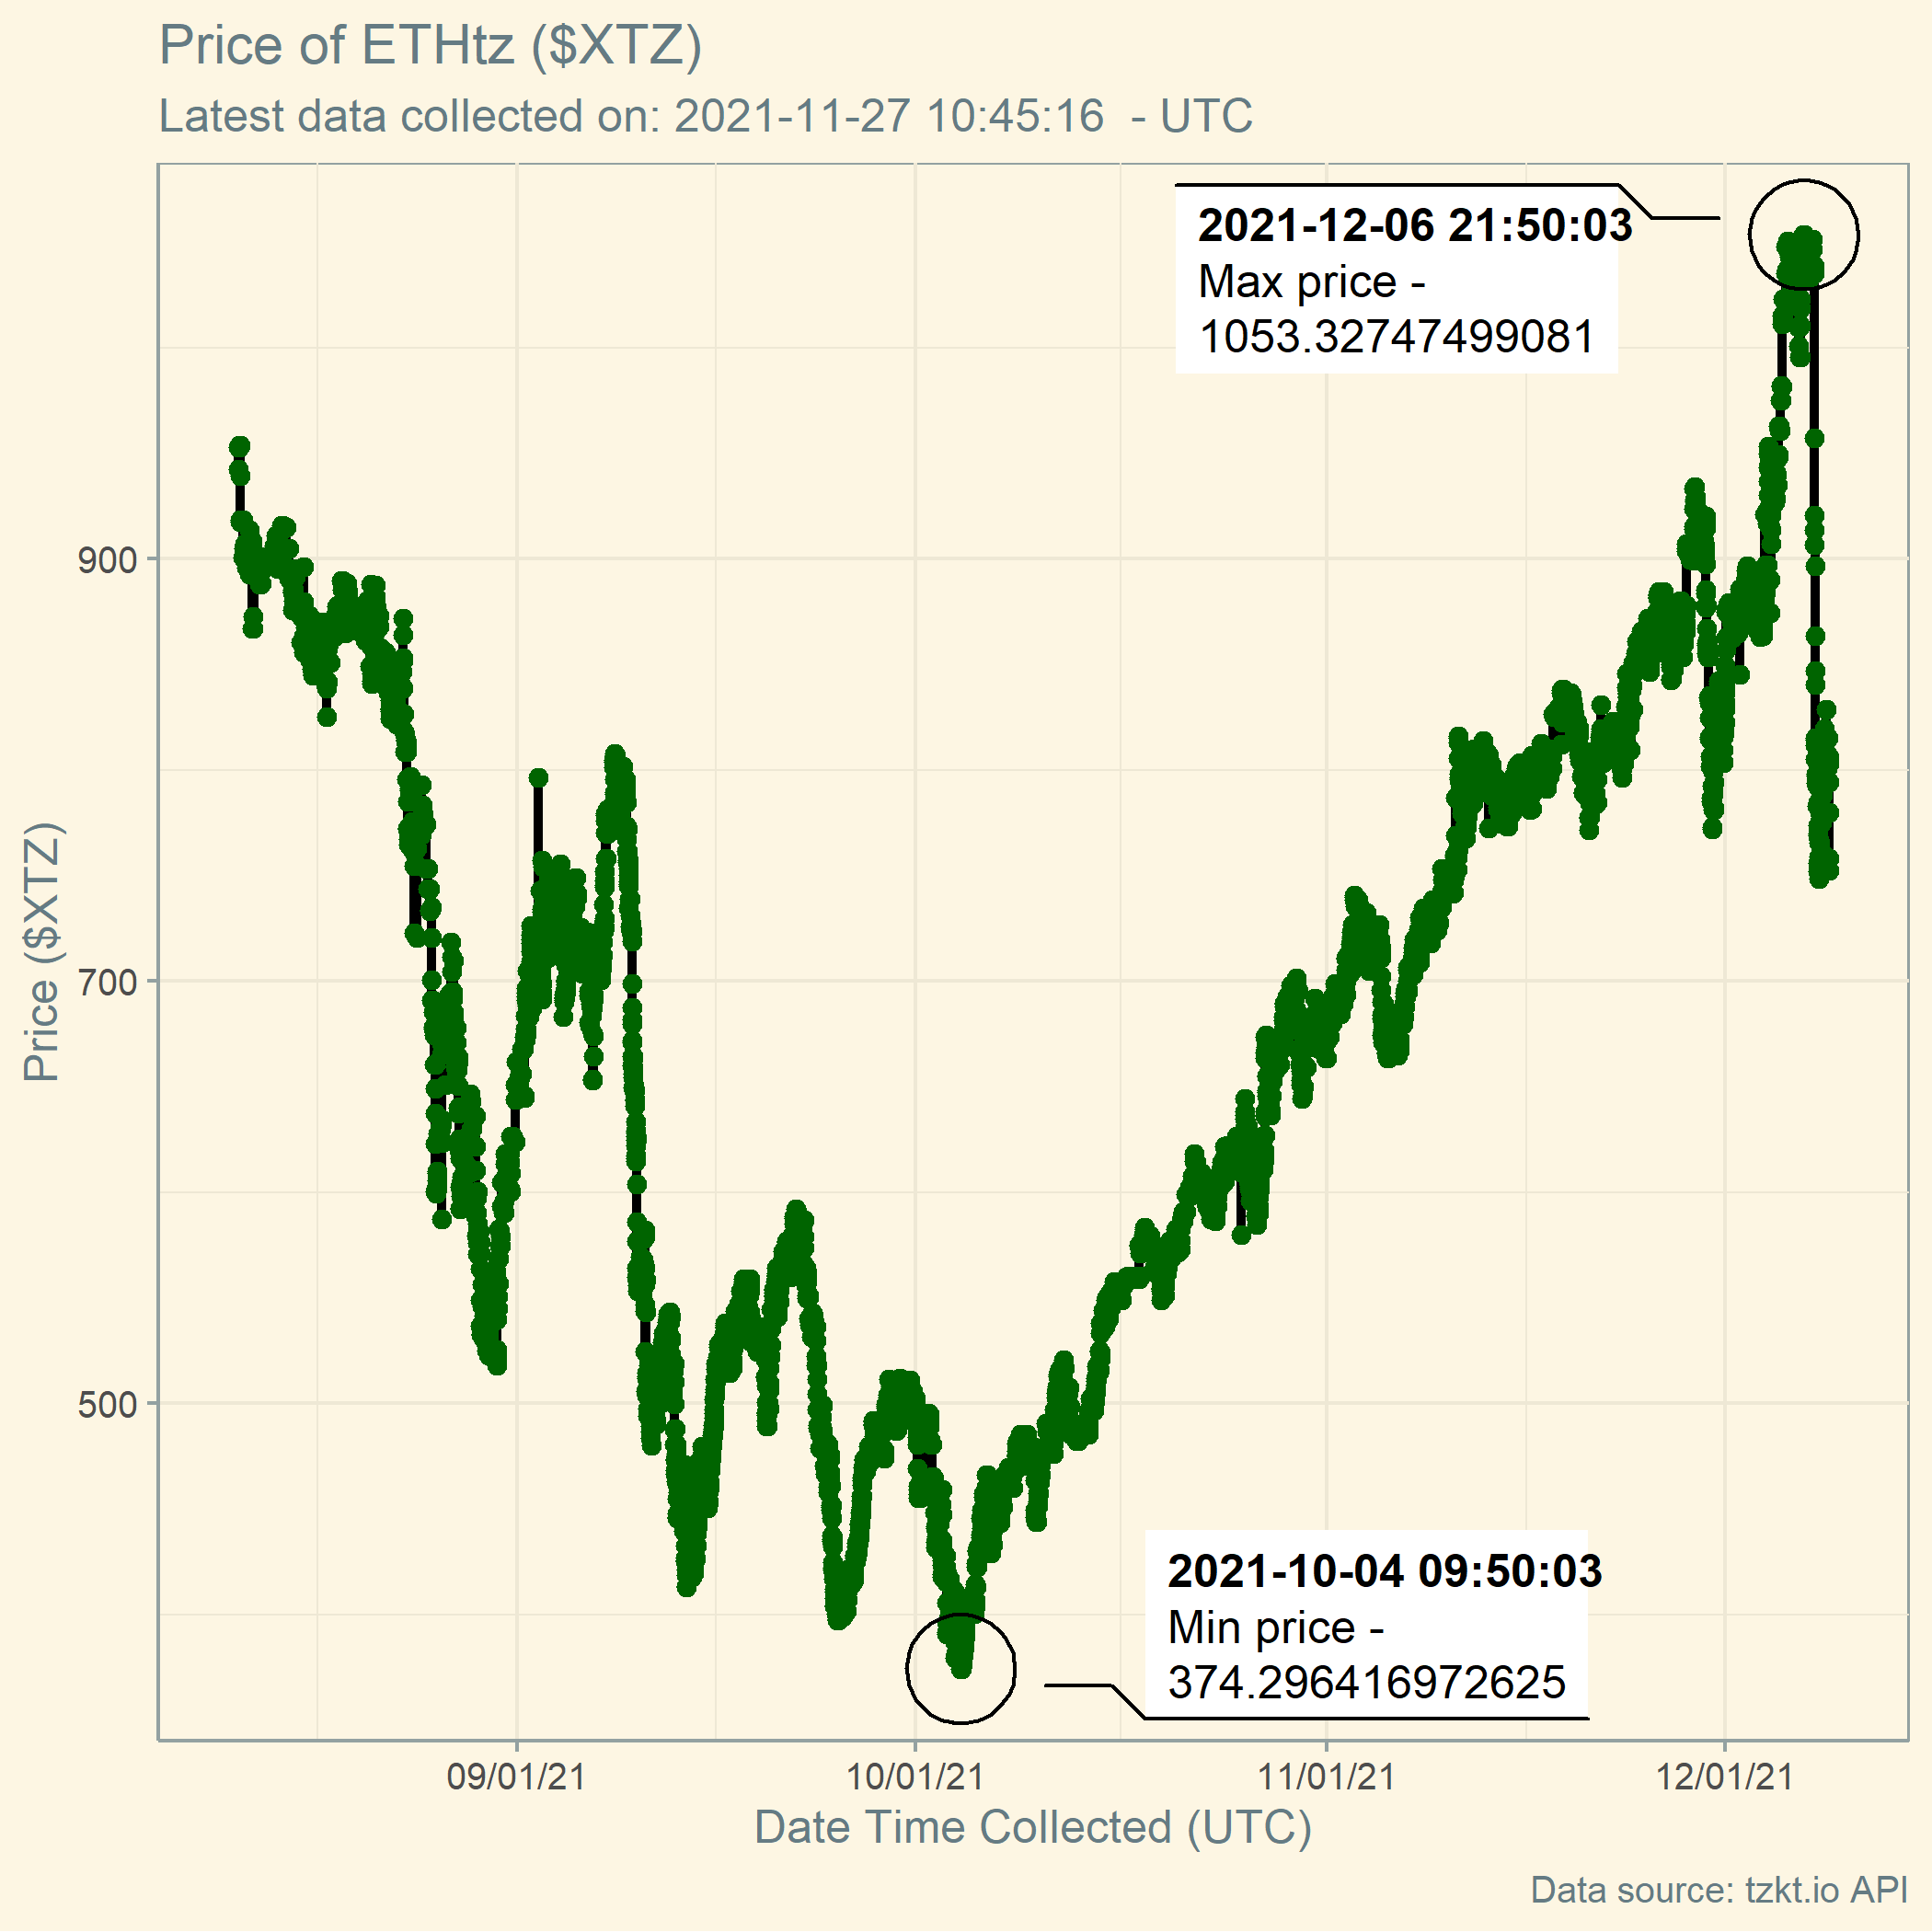 Price of ETHtz ($XTZ)
Latest data collected on: 2021-11-27 10:45:16  - UTC
2021-12-06 21:50:03
Max price -
1053.32747499081
900
700
500
Price ($XTZ)
2021-10-04 09:50:03
Min price -
374.296416972625
09/01/21
10/01/21
11/01/21
12/01/21
Date Time Collected (UTC)
Data source: tzkt.io API